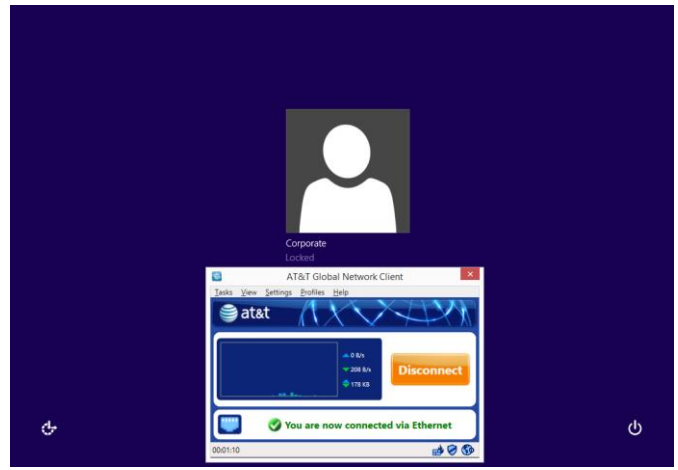 Corporate
Locked
AT&T Global Network Client
Tasks View Settings Profiles Help
at&t
0 B/s
208 B/s
178 KB
Disconnect
You are now connected via Ethernet
00:01:10